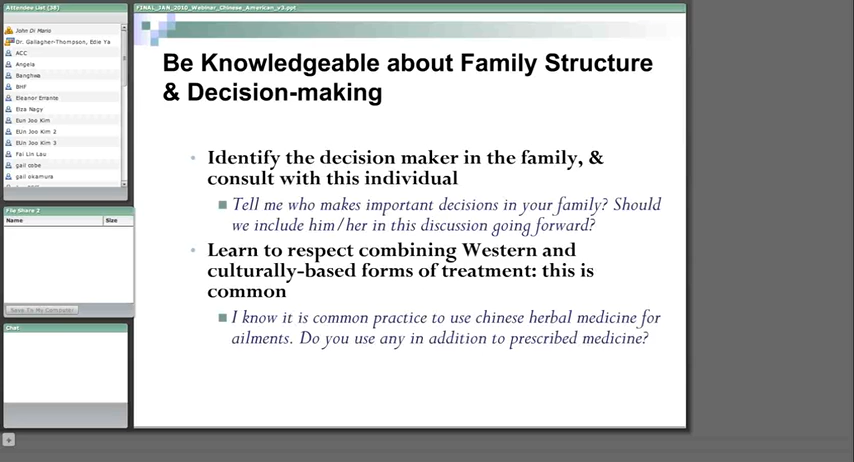 Attendee List (38)
John Di Mario
Dr. Gallagher-Thompson, Edie Ya
ACC
Angela
Banghwa
BHF
Eleanor Errante
Elza Nagy
Eun Joo Kim
EUn Joo Kim 2
EUn Joo Kim 3
Fai Lin Lau
gail cobe
gail okamura
File Share 2
Name Size
Save To My Computer
Chat
FINAL_JAN_2010_Webinar_Chinese_American_v3.ppt
Be Knowledgeable about Family Structure
& Decision-making
Identify the decision maker in the family, &
consult with this individual
Tell me who makes important decisions in your family? Should
we include him/her in this discussion going forward?
Learn to respect combining Western and
culturally-based forms of treatment: this is
common
I know it is common practice to use chinese herbal medicine for
ailments. Do you use any in addition to prescribed medicine?